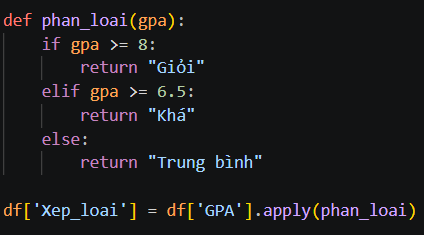 def phan_loai(gpa):
    if gpa >= 8:
        return "Giỏi"
    elif gpa >= 6.5:
        return "Khá"
    else:
        return "Trung bình"

df['Xep_loai'] = df['GPA'].apply(phan_loai)